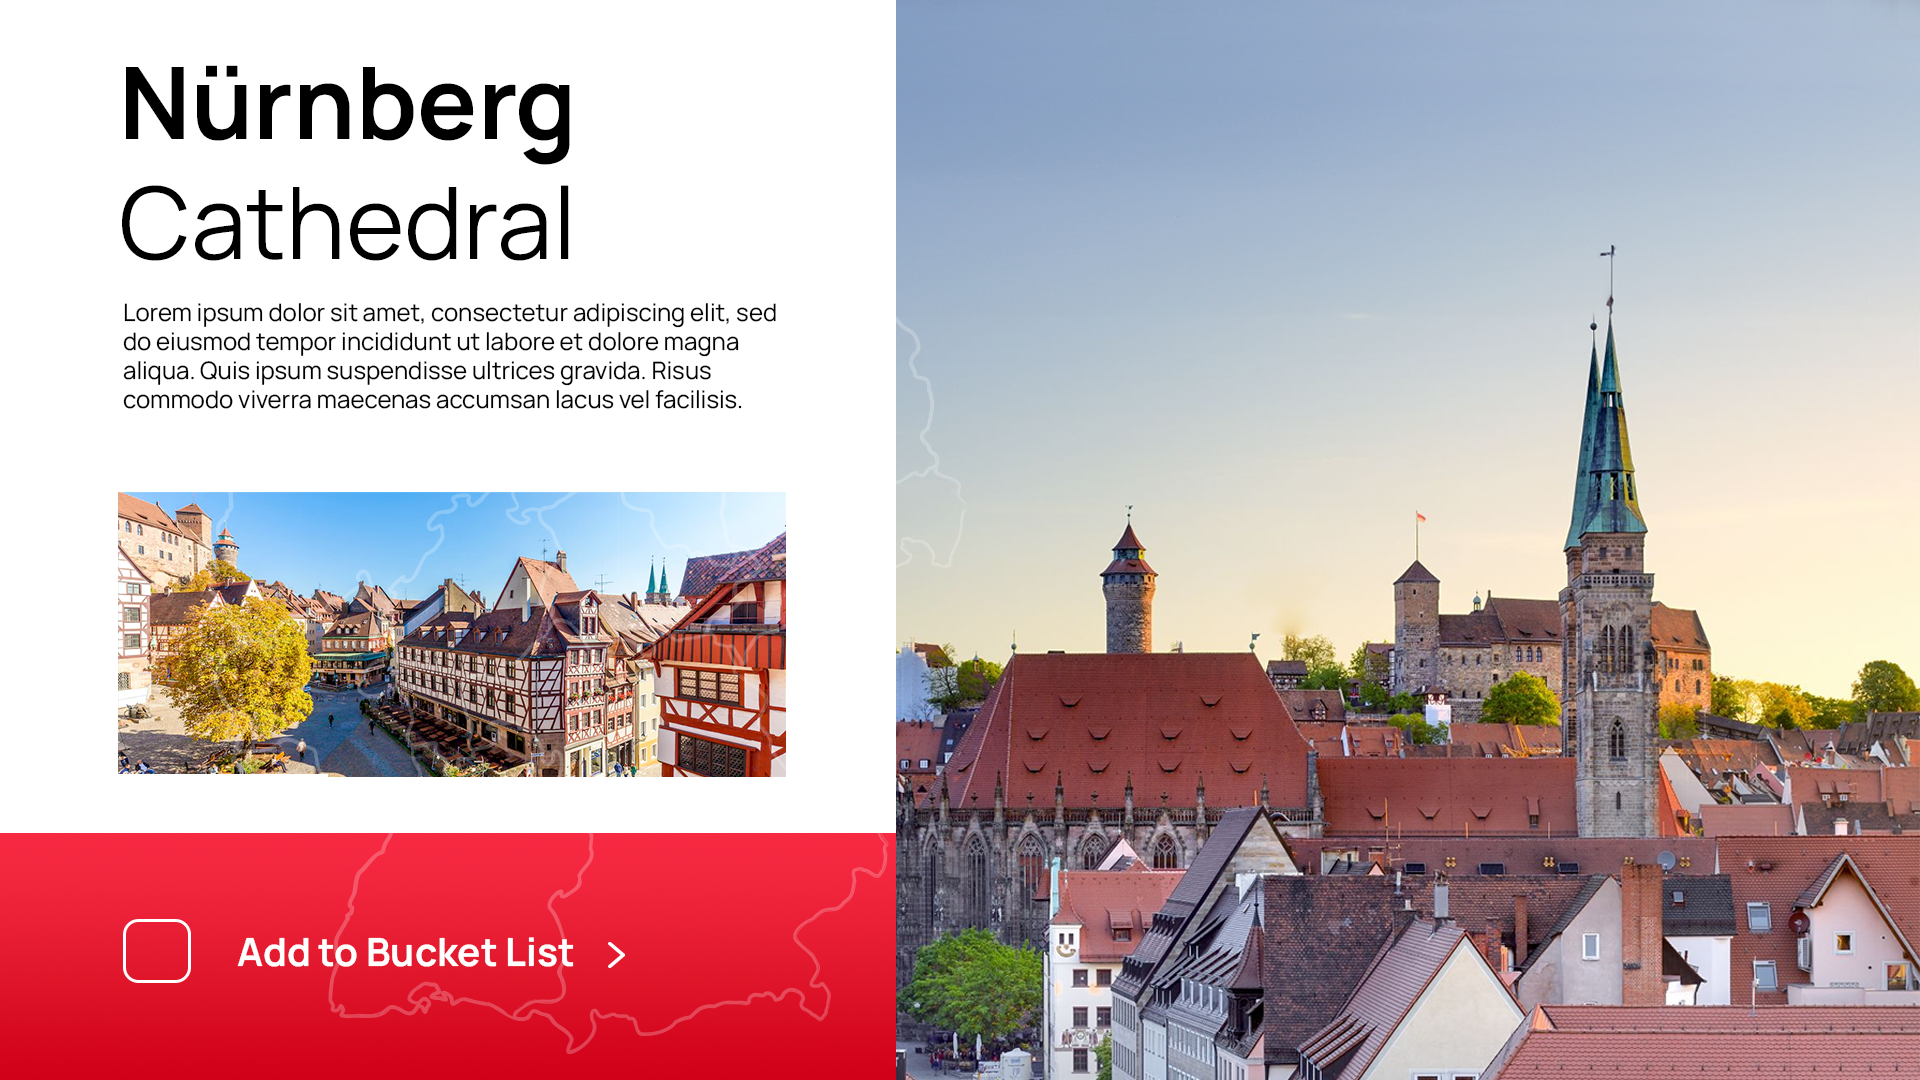 Nürnberg
Cathedral
Lorem ipsum dolor sit amet, consectetur adipiscing elit, sed
do eiusmod tempor incididunt ut labore et dolore magna
aliqua. Quis ipsum suspendisse ultrices gravida. Risus
commodo viverra maecenas accumsan lacus vel facilisis.
Add to Bucket List